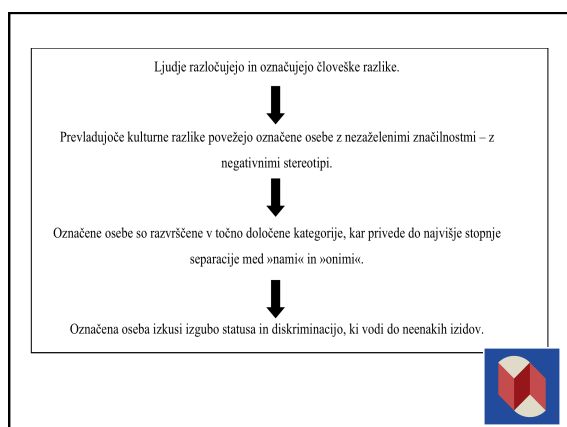 Ljudje razločujejo in označujejo človeške razlike.
Prevladujoče kulturne razlike povežejo označene osebe z nezaželenimi značilnostmi – z
negativnimi stereotipi.
Označene osebe so razvrščene v točno določene kategorije, kar privede do najvišje stopnje
separacije med »nami« in »onimi«.
Označena oseba izkusi izgubo statusa in diskriminacijo, ki vodi do neenakih izidov.